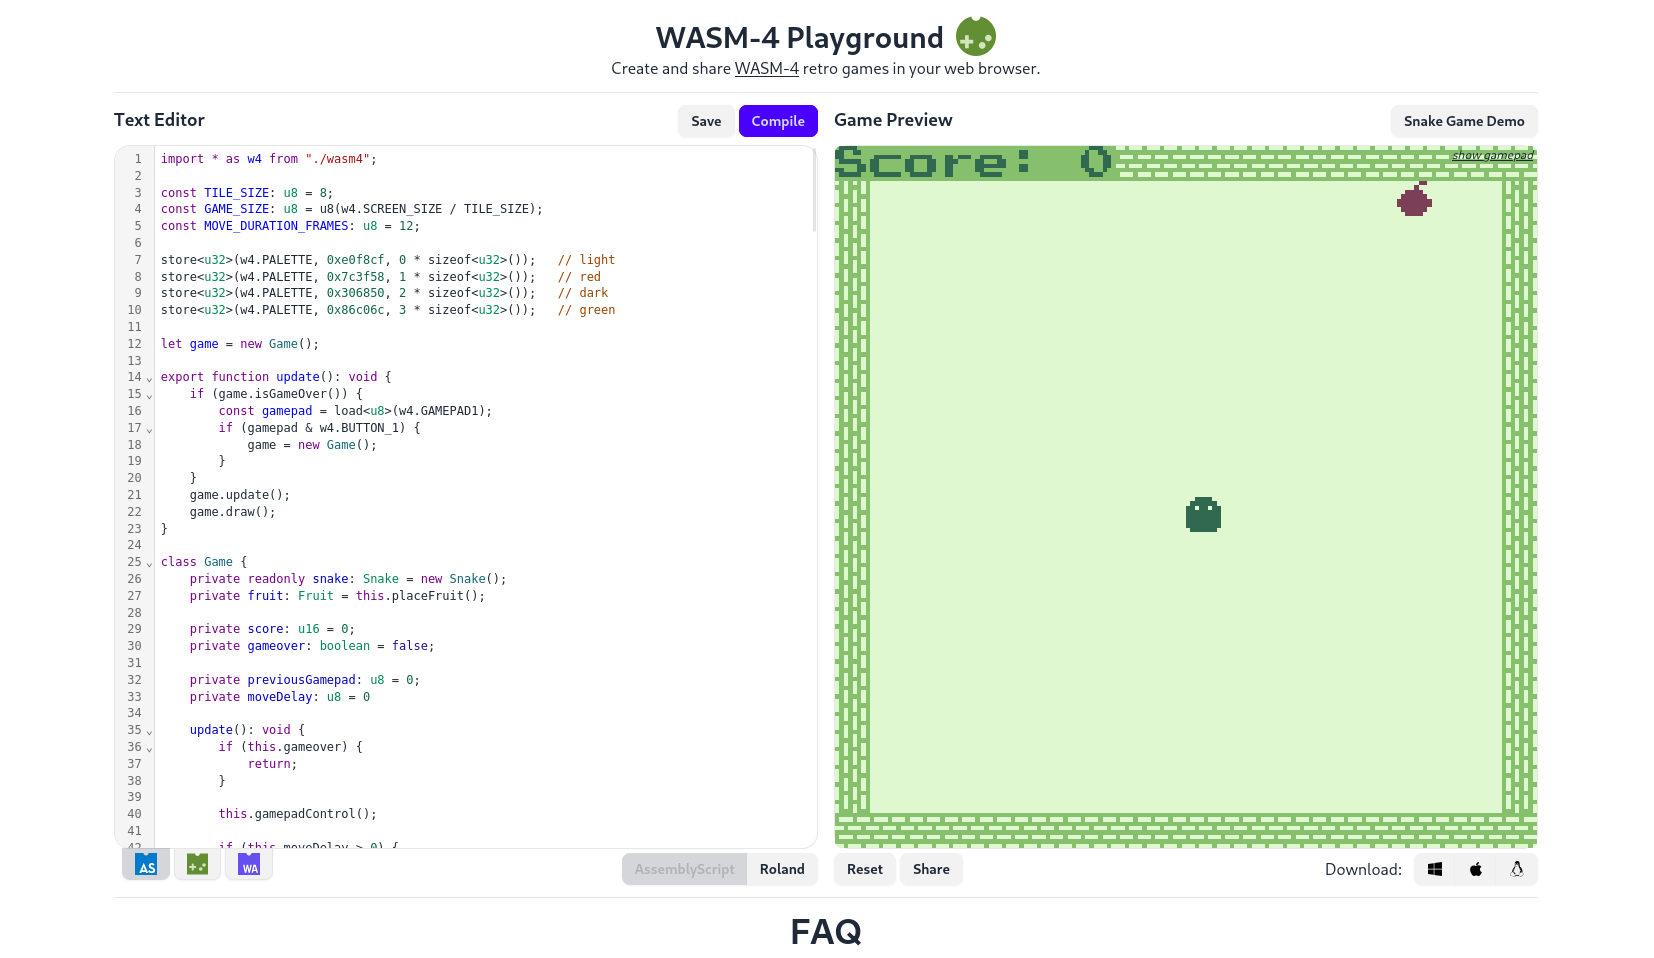 WASM-4 Playground
Create and share WASM-4 retro games in your web browser.
Text Editor
Save
Compile
1 import * as w4 from "./wasm4";
2
3 const TILE_SIZE: u8 = 8;
4 const GAME_SIZE: u8 = u8(w4.SCREEN_SIZE / TILE_SIZE);
5 const MOVE_DURATION_FRAMES: u8 = 12;
6
7 store<u32>(w4.PALETTE, 0xe0f8cf, 0 * sizeof<u32>());   // light
8 store<u32>(w4.PALETTE, 0x7c3f58, 1 * sizeof<u32>());   // red
9 store<u32>(w4.PALETTE, 0x306850, 2 * sizeof<u32>());   // dark
10 store<u32>(w4.PALETTE, 0x86c06c, 3 * sizeof<u32>());   // green
11
12 let game = new Game();
13
14 export function update(): void {
15     if (game.isGameOver()) {
16         const gamepad = load<u8>(w4.GAMEPAD1);
17         if (gamepad & w4.BUTTON_1) {
18             game = new Game();
19         }
20     }
21     game.update();
22     game.draw();
23 }
24
25 class Game {
26     private readonly snake: Snake = new Snake();
27     private fruit: Fruit = this.placeFruit();
28
29     private score: u16 = 0;
30     private gameover: boolean = false;
31
32     private previousGamepad: u8 = 0;
33     private moveDelay: u8 = 0
34
35     update(): void {
36         if (this.gameover) {
37             return;
38         }
39
40         this.gamepadControl();
41
42         if (this.moveDelay > 0) {
AS
WA
AssemblyScript
Roland
Game Preview
Snake Game Demo
Score: 0
show gamepad
Reset
Share
Download:
FAQ